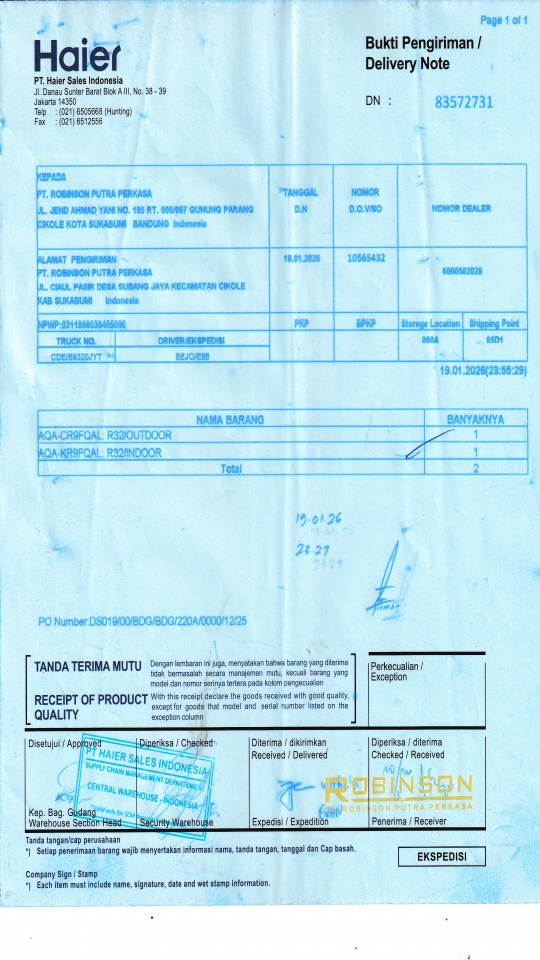 Page 1 of 1
Haier
Bukti Pengiriman /
Delivery Note
PT. Haier Sales Indonesia
Jl. Danau Sunter Barat Blok A III, No. 38 - 39
Jakarta 14350
Telp : (021) 6505668 (Hunting)
Fax : (021) 6512556
DN : 83572731
KEPADA
PT. ROBINSON PUTRA PERKASA
JL. JEND AHMAD YANI NO. 185 RT. 005/007 GUNUNG PARANG
CIKOLE KOTA SUKABUMI BANDUNG Indonesia
TANGGAL
D.N
NOMOR
D.O.V/SO
NOMOR DEALER
ALAMAT PENGIRIMAN
PT. ROBINSON PUTRA PERKASA
JL. CIAUL PASIR DESA SUBANG JAYA KECAMATAN CIKOLE
KAB SUKABUMI Indonesia
19.01.2026
10565432
6000582028
NPWP:0311868038405000
PKP
BPKP
Storege Location
Shipping Point
TRUCK NO.
DRIVER/EKSPEDISI
000A
65D1
CDE/B9320JYT
BEJO/E86
19.01.2026(23:55:29)
NAMA BARANG BANYAKNYA
AQA-CR9FQAL: R32/OUTDOOR 1
AQA-KR9FQAL: R32/INDOOR 1
Total 2
19.01.26
23.27
Firman
PO Number:DS019/00/BDG/BDG/220A/0000/12/25
TANDA TERIMA MUTU
Dengan lembaran ini juga, menyatakan bahwa barang yang diterima
tidak bermasalah secara manajemen mutu, kecuali barang yang
model dan nomor serinya tertera pada kolom pengecualian
RECEIPT OF PRODUCT
QUALITY
With this receipt declare the goods received with good quality,
except for goods that model and serial number listed on the
exception column
Perkecualian /
Exception
Disetujui / Approved
Diperiksa / Checked
Diterima / dikirimkan
Received / Delivered
Diperiksa / diterima
Checked / Received
PT HAIER SALES INDONESIA
SUPPLY CHAIN MANAGEMENT DEPARTEMENT
CENTRAL WAREHOUSE - INDONESIA
ROBINSON
ROBINSON PUTRA PERKASA
Kep. Bag. Gudang
Warehouse Section Head
Security Warehouse
Expedisi / Expedition
Penerima / Receiver
Tanda tangan/cap perusahaan
*) Setiap penerimaan barang wajib menyertakan informasi nama, tanda tangan, tanggal dan Cap basah.
EKSPEDISI
Company Sign / Stamp
*) Each item must include name, signature, date and wet stamp information.